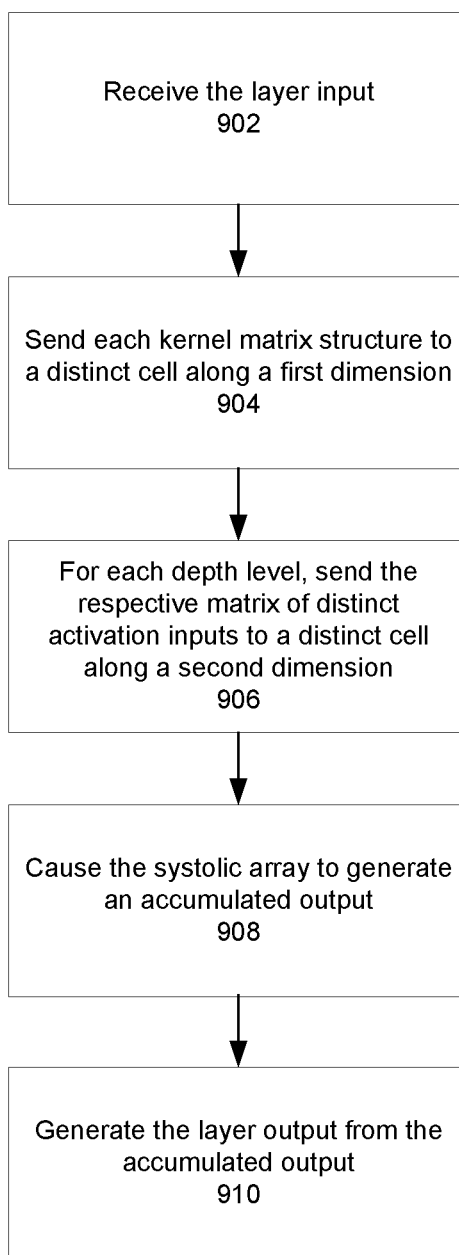 Receive the layer input
902
Send each kernel matrix structure to
a distinct cell along a first dimension
904
For each depth level, send the
respective matrix of distinct
activation inputs to a distinct cell
along a second dimension
906
Cause the systolic array to generate
an accumulated output
908
Generate the layer output from the
accumulated output
910